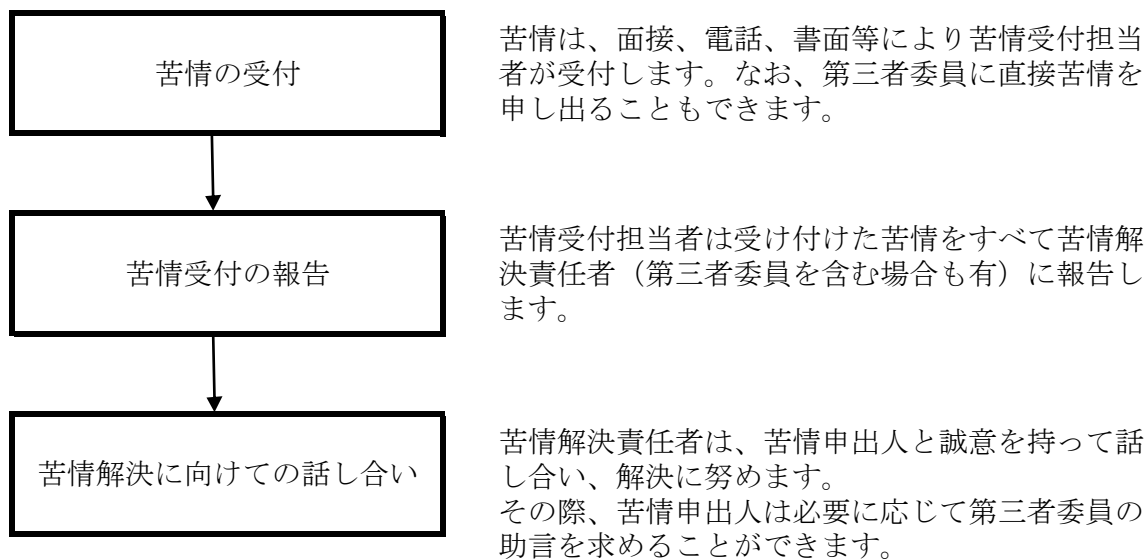 苦情の受付
苦情は、面接、電話、書面等により苦情受付担当
者が受付します。なお、第三者委員に直接苦情を
申し出ることもできます。
苦情受付の報告
苦情受付担当者は受け付けた苦情をすべて苦情解
決責任者（第三者委員を含む場合も有）に報告し
ます。
苦情解決に向けての話し合い
苦情解決責任者は、苦情申出人と誠意を持って話
し合い、解決に努めます。
その際、苦情申出人は必要に応じて第三者委員の
助言を求めることができます。